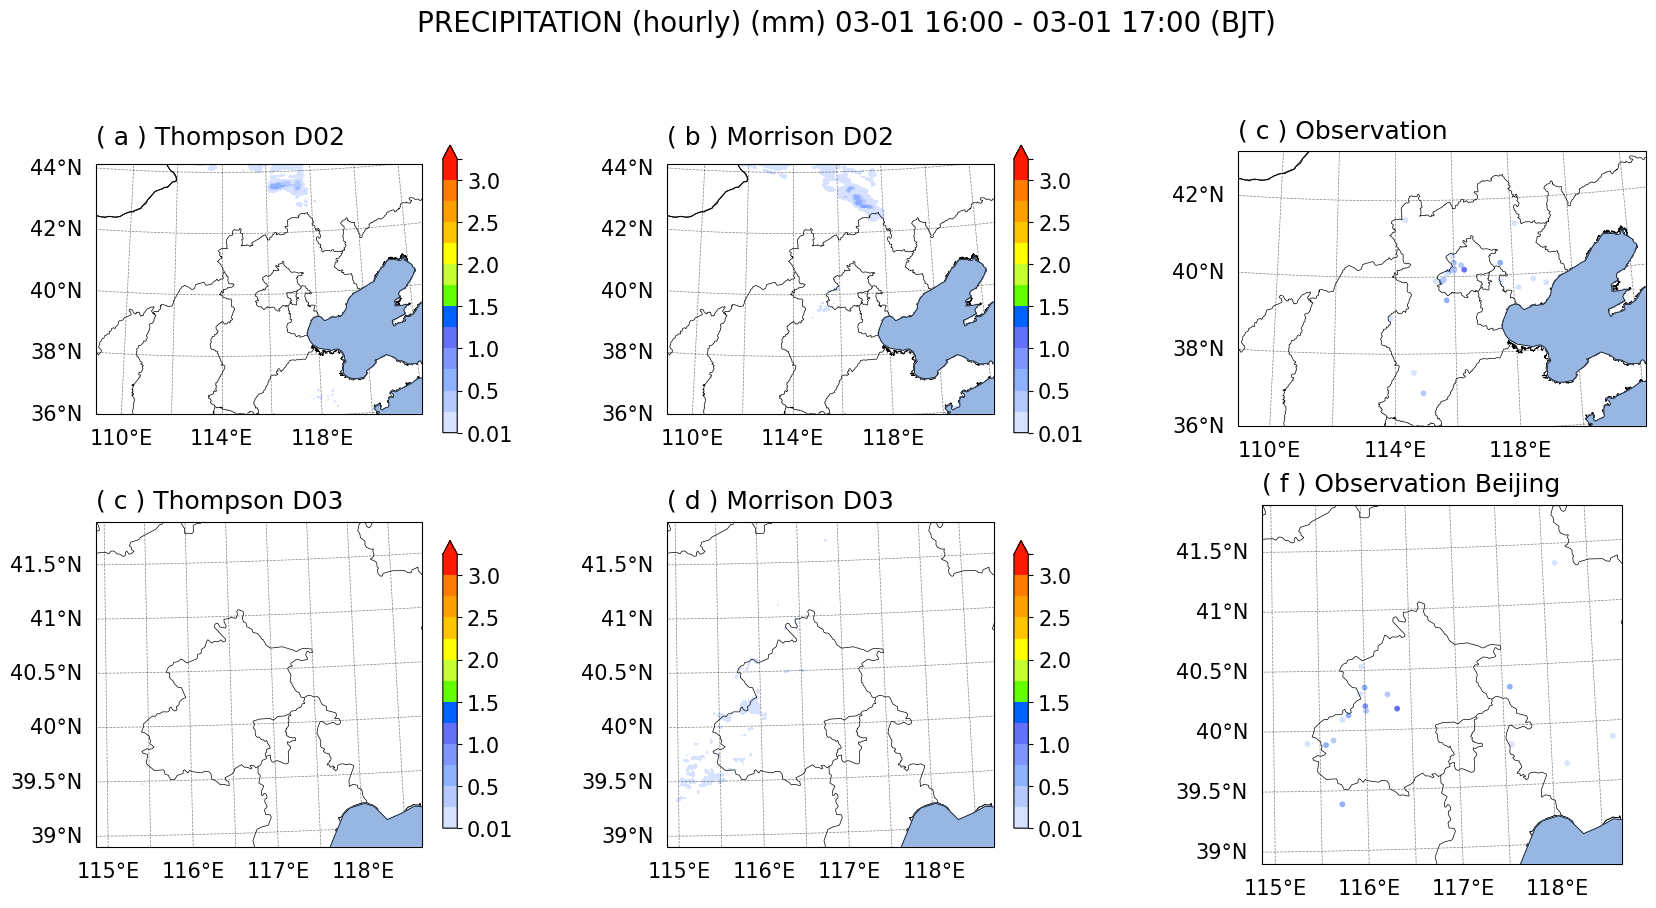 PRECIPITATION (hourly) (mm) 03-01 16:00 - 03-01 17:00 (BJT)
( a ) Thompson D02
44°N
42°N
40°N
38°N
36°N
110°E 114°E 118°E
3.0
2.5
2.0
1.5
1.0
0.5
0.01
( b ) Morrison D02
44°N
42°N
40°N
38°N
36°N
110°E 114°E 118°E
3.0
2.5
2.0
1.5
1.0
0.5
0.01
( c ) Observation
42°N
40°N
38°N
36°N
110°E 114°E 118°E
( c ) Thompson D03
41.5°N
41°N
40.5°N
40°N
39.5°N
39°N
115°E 116°E 117°E 118°E
3.0
2.5
2.0
1.5
1.0
0.5
0.01
( d ) Morrison D03
41.5°N
41°N
40.5°N
40°N
39.5°N
39°N
115°E 116°E 117°E 118°E
3.0
2.5
2.0
1.5
1.0
0.5
0.01
( f ) Observation Beijing
41.5°N
41°N
40.5°N
40°N
39.5°N
39°N
115°E 116°E 117°E 118°E